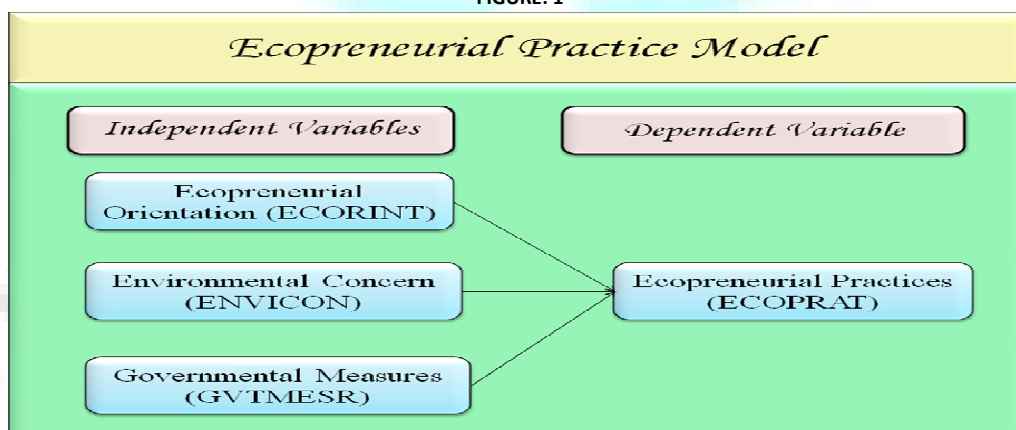 FIGURE: 1
Ecopreneurial Practice Model
Independent Variables
Dependent Variable
Ecopreneurial
Orientation (ECORINT)
Environmental Concern
(ENVICON)
Governmental Measures
(GVTMESR)
Ecopreneurial Practices
(ECOPRAT)